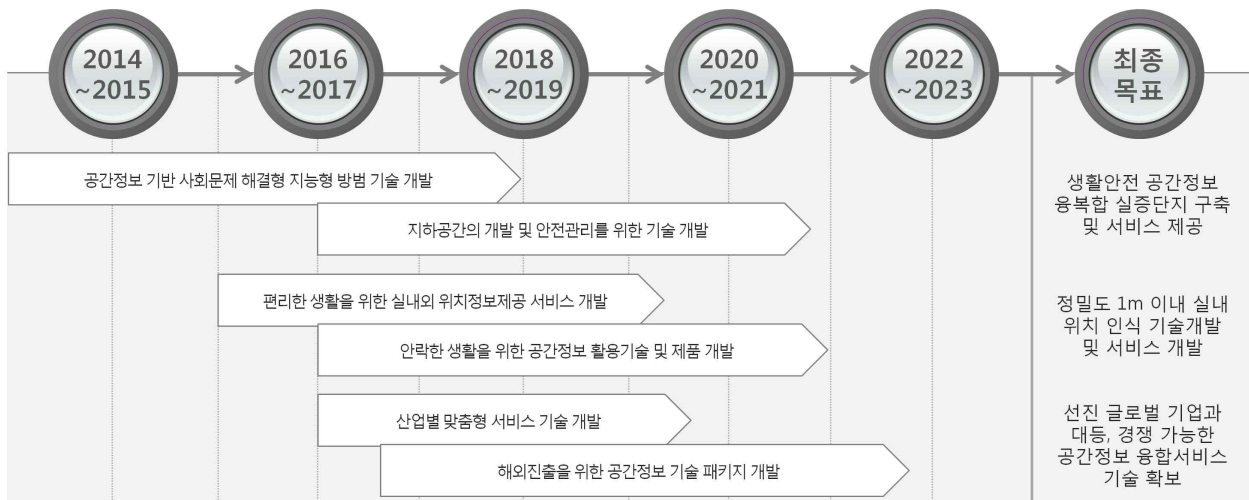 2014
~2015
2016
~2017
2018
~2019
2020
~2021
2022
~2023
최종
목표
공간정보 기반 사회문제 해결형 지능형 방범 기술 개발
지하공간의 개발 및 안전관리를 위한 기술 개발
생활안전 공간정보
융복합 실증단지 구축
및 서비스 제공
편리한 생활을 위한 실내외 위치정보제공 서비스 개발
안락한 생활을 위한 공간정보 활용기술 및 제품 개발
정밀도 1m 이내 실내
위치 인식 기술개발
및 서비스 개발
산업별 맞춤형 서비스 기술 개발
해외진출을 위한 공간정보 기술 패키지 개발
선진 글로벌 기업과
대등, 경쟁 가능한
공간정보 융합서비스
기술 확보